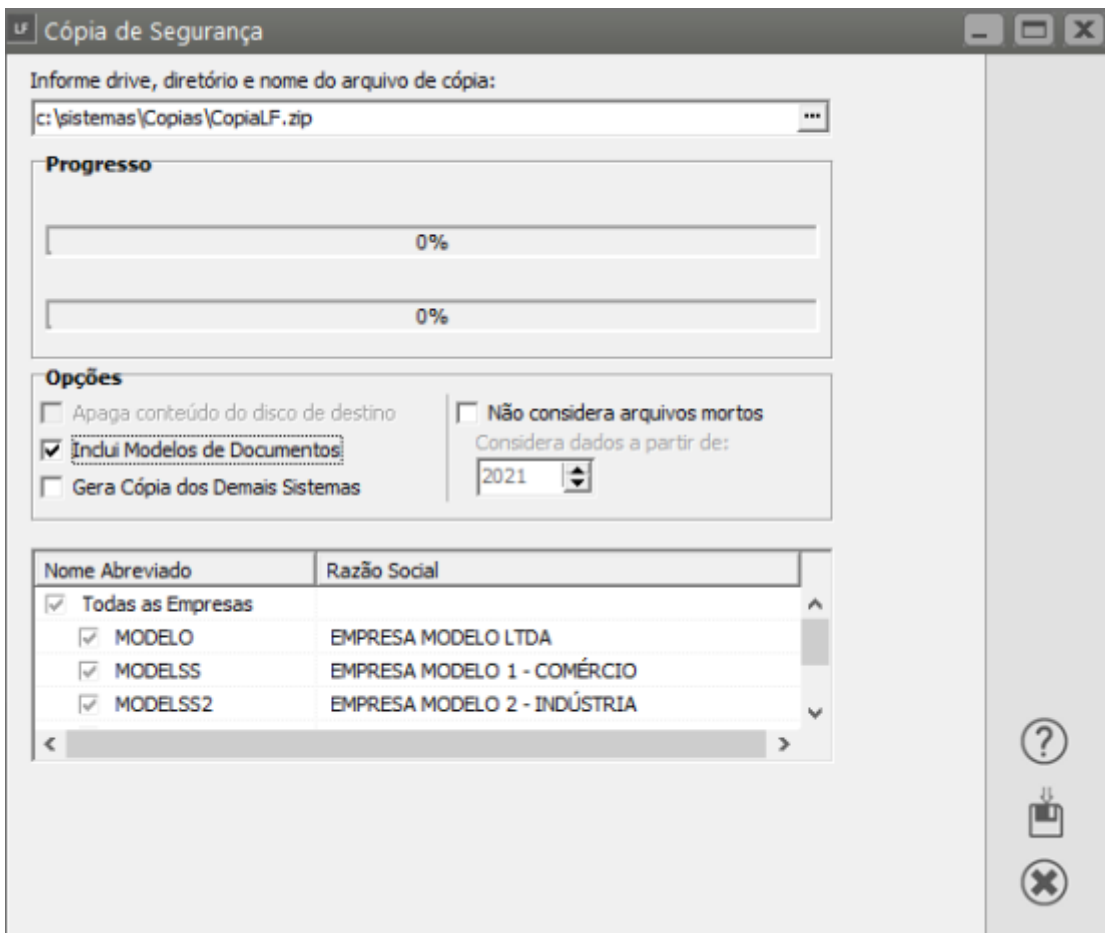 LF Cópia de Segurança
Informe drive, diretório e nome do arquivo de cópia:
c:\sistemas\Copias\CopiaLF.zip ...
Progresso
0%
0%
Opções
Apaga conteúdo do disco de destino
Inclui Modelos de Documentos
Gera Cópia dos Demais Sistemas
Não considera arquivos mortos
Considera dados a partir de:
2021
Nome Abreviado Razão Social
Todas as Empresas
MODELO EMPRESA MODELO LTDA
MODELSS EMPRESA MODELO 1 - COMÉRCIO
MODELSS2 EMPRESA MODELO 2 - INDÚSTRIA
?